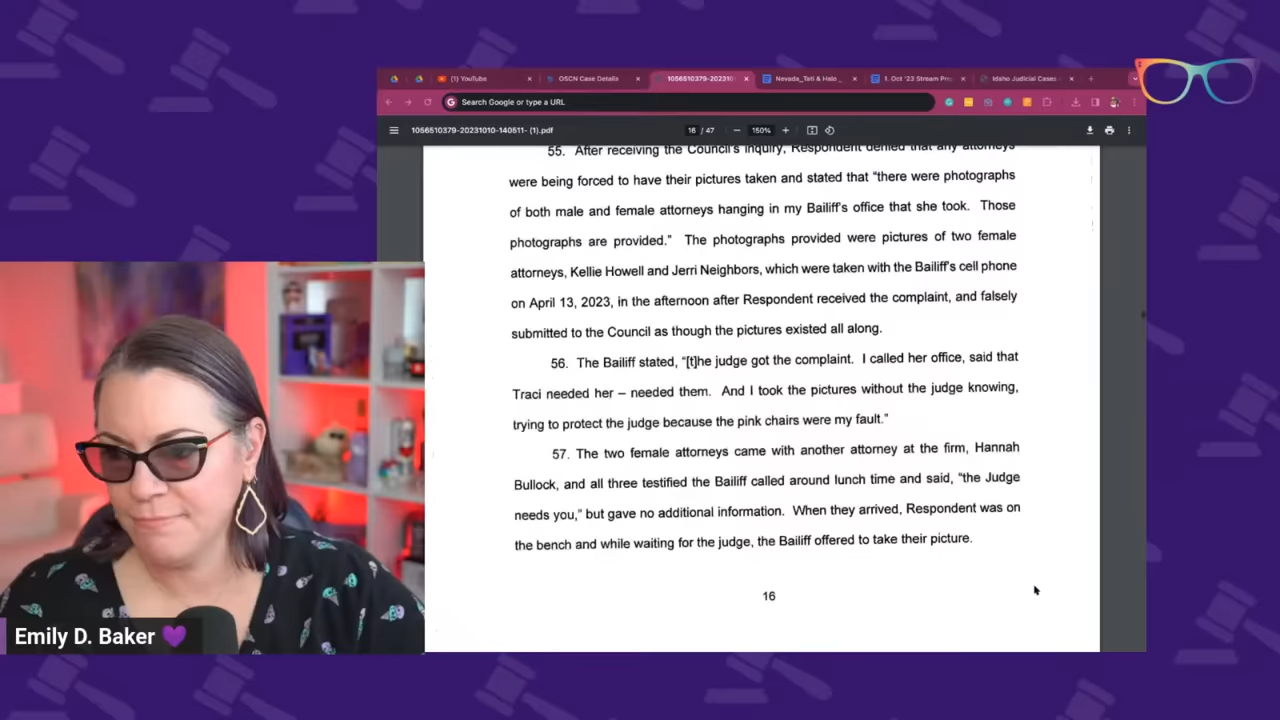 (1) YouTube
OSCN Case Details
1056510379-202310
Nevada_Tati & Halo_
1. Oct '23 Stream Pre
Idaho Judicial Cases
Search Google or type a URL
1056510379-20231010-140511- (1).pdf
16 / 47
150%
55. After receiving the Council's inquiry, Respondent denied that any attorneys
were being forced to have their pictures taken and stated that "there were photographs
of both male and female attorneys hanging in my Bailiff's office that she took. Those
photographs are provided." The photographs provided were pictures of two female
attorneys, Kellie Howell and Jerri Neighbors, which were taken with the Bailiff's cell phone
on April 13, 2023, in the afternoon after Respondent received the complaint, and falsely
submitted to the Council as though the pictures existed all along.
56. The Bailiff stated, "[t]he judge got the complaint. I called her office, said that
Traci needed her – needed them. And I took the pictures without the judge knowing,
trying to protect the judge because the pink chairs were my fault."
57. The two female attorneys came with another attorney at the firm, Hannah
Bullock, and all three testified the Bailiff called around lunch time and said, "the Judge
needs you," but gave no additional information. When they arrived, Respondent was on
the bench and while waiting for the judge, the Bailiff offered to take their picture.
16
Emily D. Baker 💜